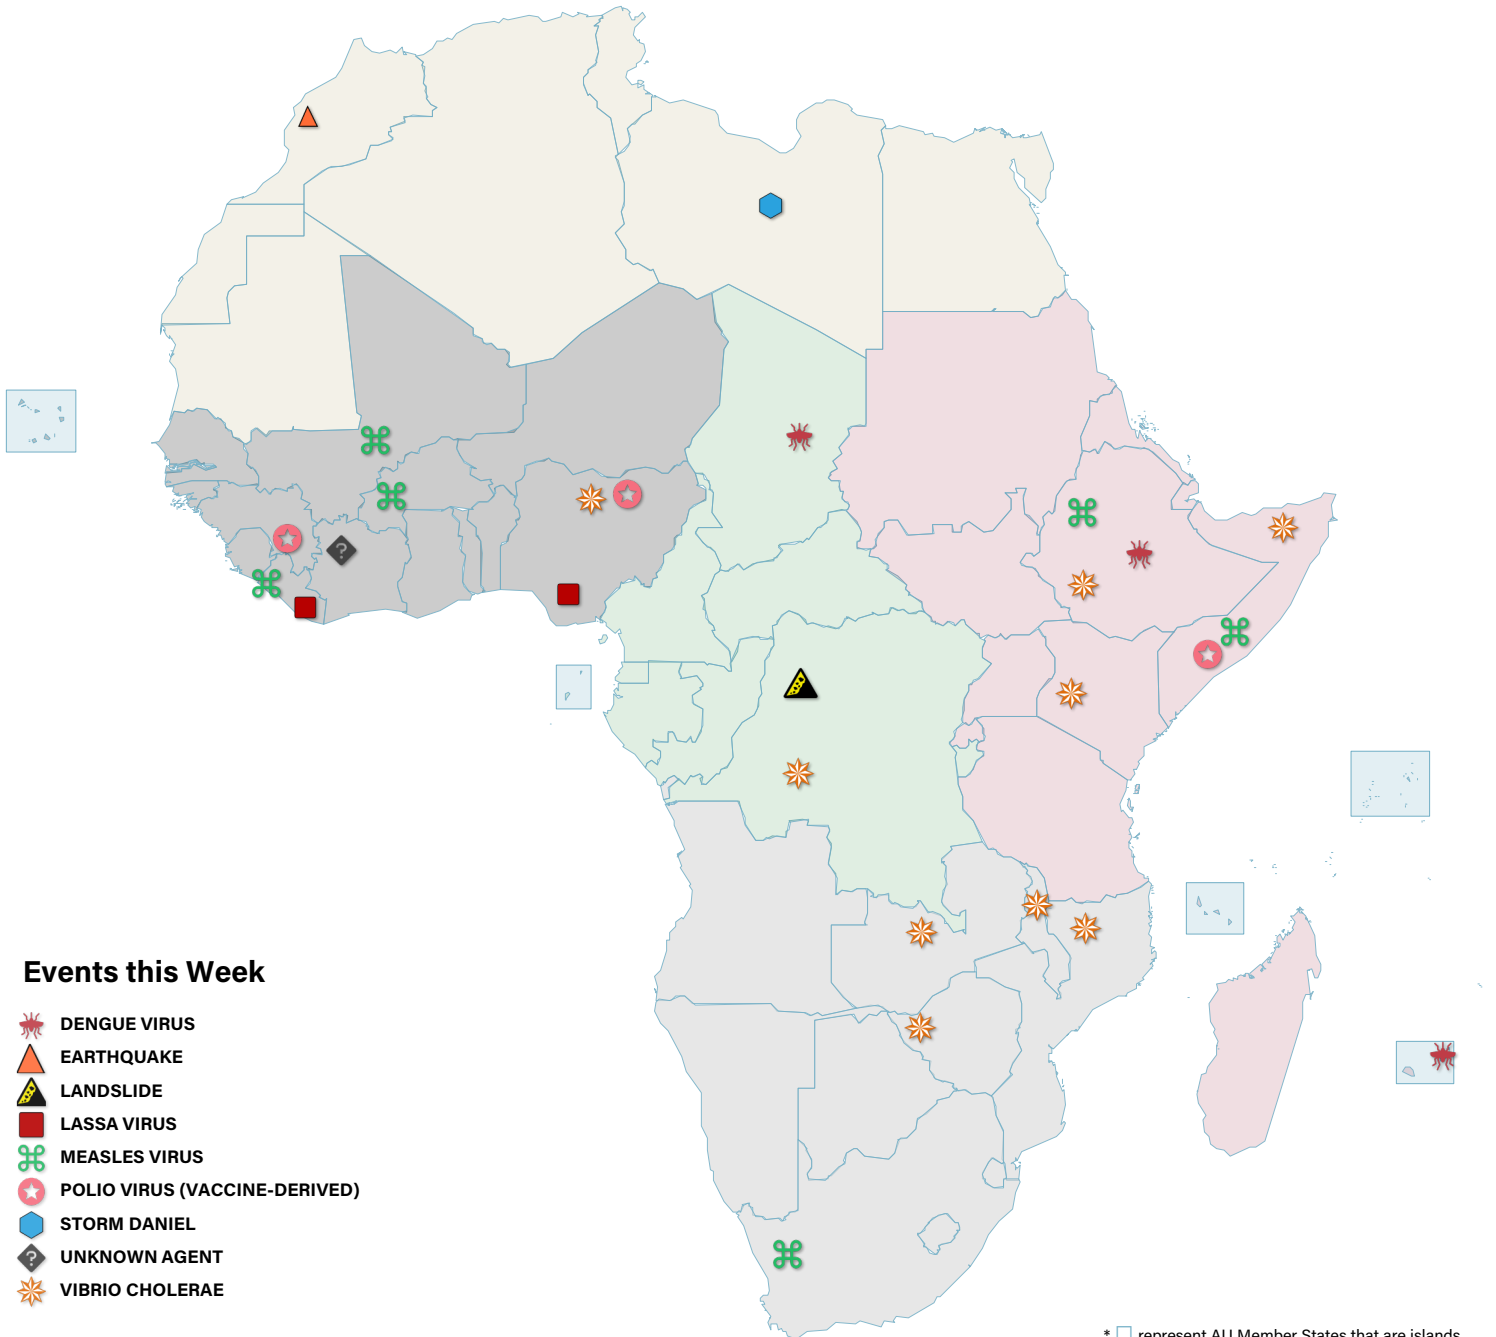 Events this Week
DENGUE VIRUS
EARTHQUAKE
LANDSLIDE
LASSA VIRUS
MEASLES VIRUS
POLIO VIRUS (VACCINE-DERIVED)
STORM DANIEL
UNKNOWN AGENT
VIBRIO CHOLERAE
* represent AU Member States that are islands